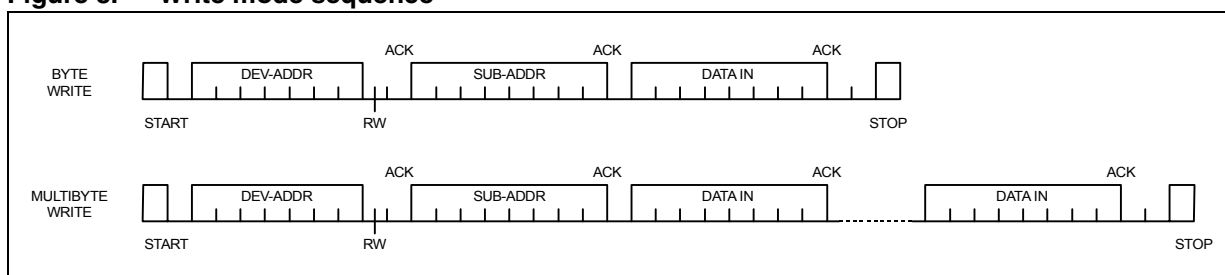 Figure 8. Write mode sequence
ACK ACK ACK
BYTE WRITE DEV-ADDR SUB-ADDR DATA IN
START RW STOP
ACK ACK ACK ACK
MULTIBYTE WRITE DEV-ADDR SUB-ADDR DATA IN DATA IN
START RW STOP